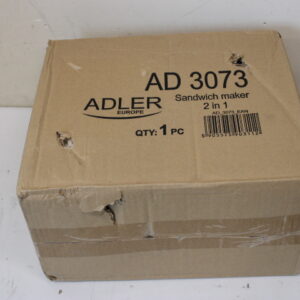 AD 3073
Sandwich maker
2 in 1
ADLER
EUROPE
QTY: 1 PC